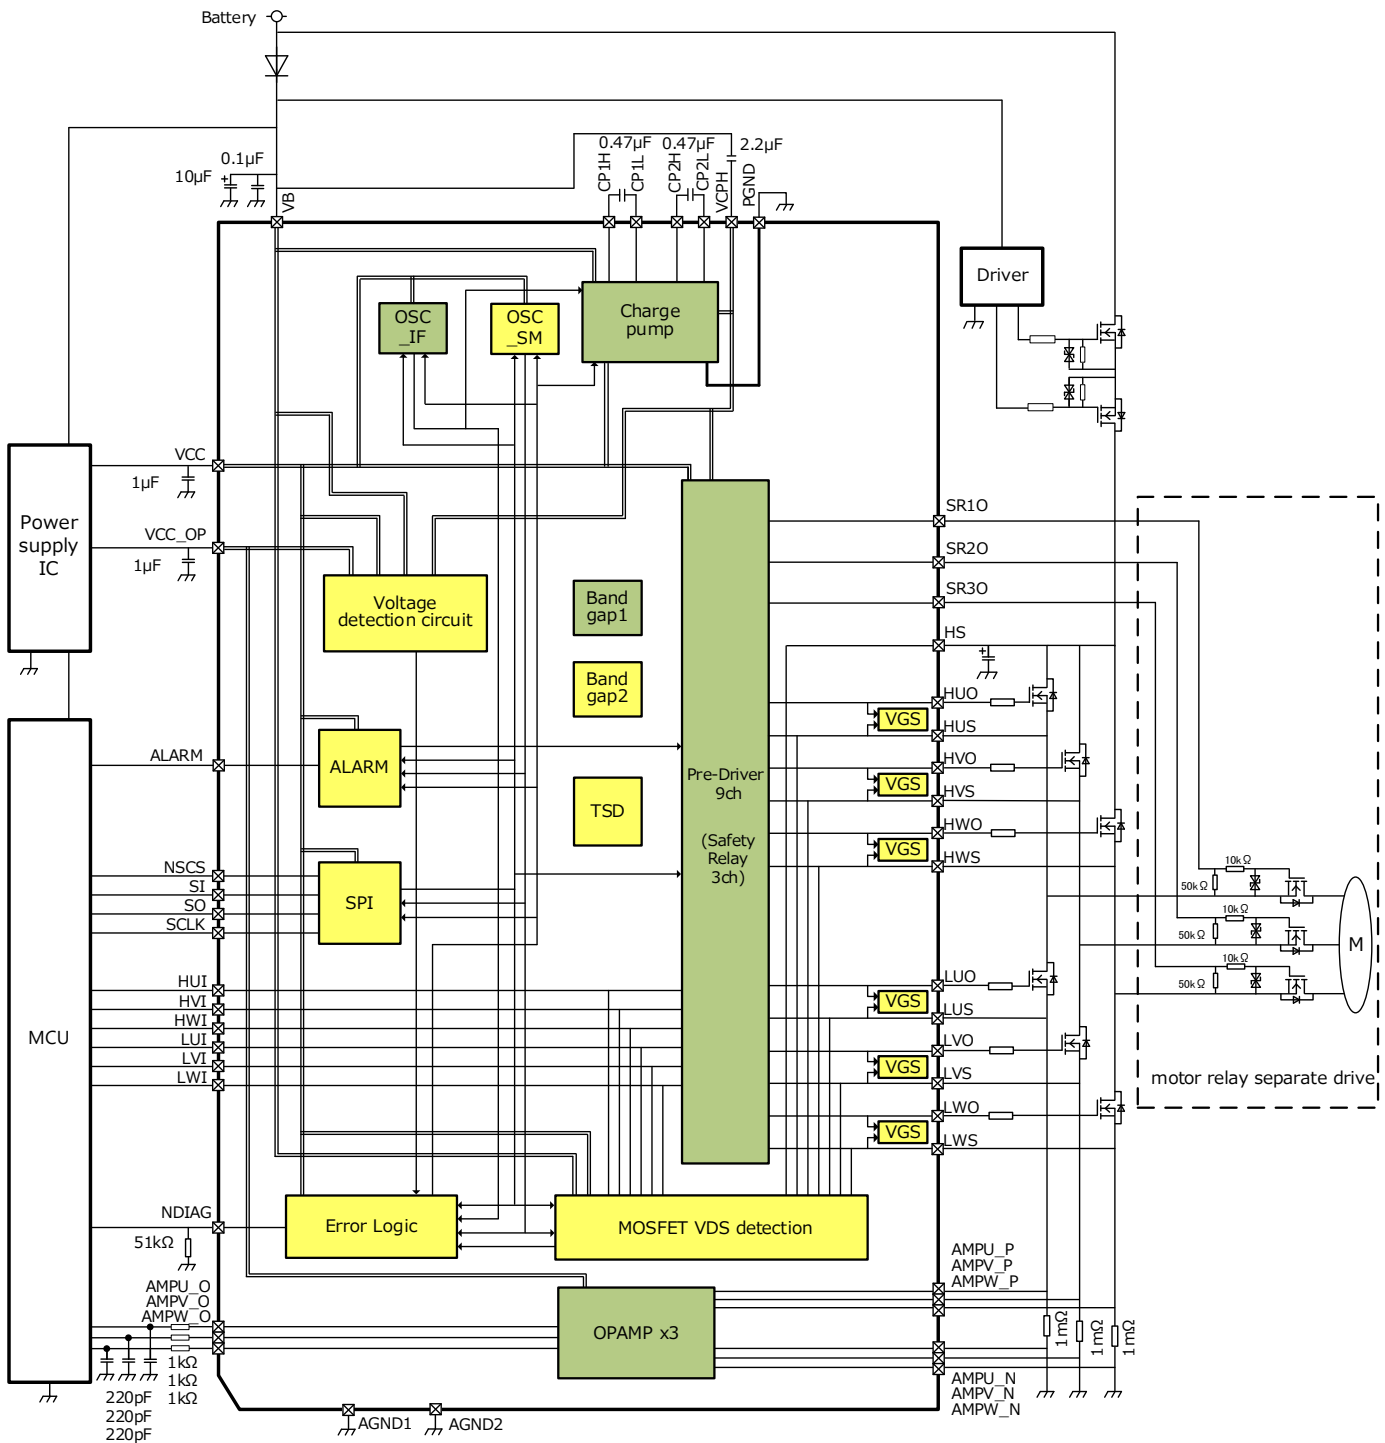 Battery
0.1µF
10µF
VB
0.47µF
0.47µF
2.2µF
CP1H
CP1L
CP2H
CP2L
VCPH
PGND
Driver
OSC
_IF
OSC
_SM
Charge
pump
VCC
1µF
VCC_OP
1µF
Power
supply
IC
Voltage
detection circuit
Band
gap1
Band
gap2
TSD
Pre-Driver
9ch
(Safety
Relay
3ch)
SR1O
SR2O
SR3O
HS
HUO
VGS
HUS
HVO
VGS
HVS
HWO
VGS
HWS
ALARM
ALARM
NSCS
SI
SO
SCLK
SPI
HUI
HVI
HWI
LUI
LVI
LWI
MCU
LUO
VGS
LUS
LVO
VGS
LVS
LWO
VGS
LWS
10kΩ
50kΩ
10kΩ
50kΩ
10kΩ
50kΩ
M
motor relay separate drive
NDIAG
51kΩ
Error Logic
MOSFET VDS detection
AMPU_P
AMPV_P
AMPW_P
AMPU_O
AMPV_O
AMPW_O
OPAMP x3
1mΩ
1mΩ
1mΩ
1kΩ
1kΩ
1kΩ
220pF
220pF
220pF
AMPU_N
AMPV_N
AMPW_N
AGND1
AGND2